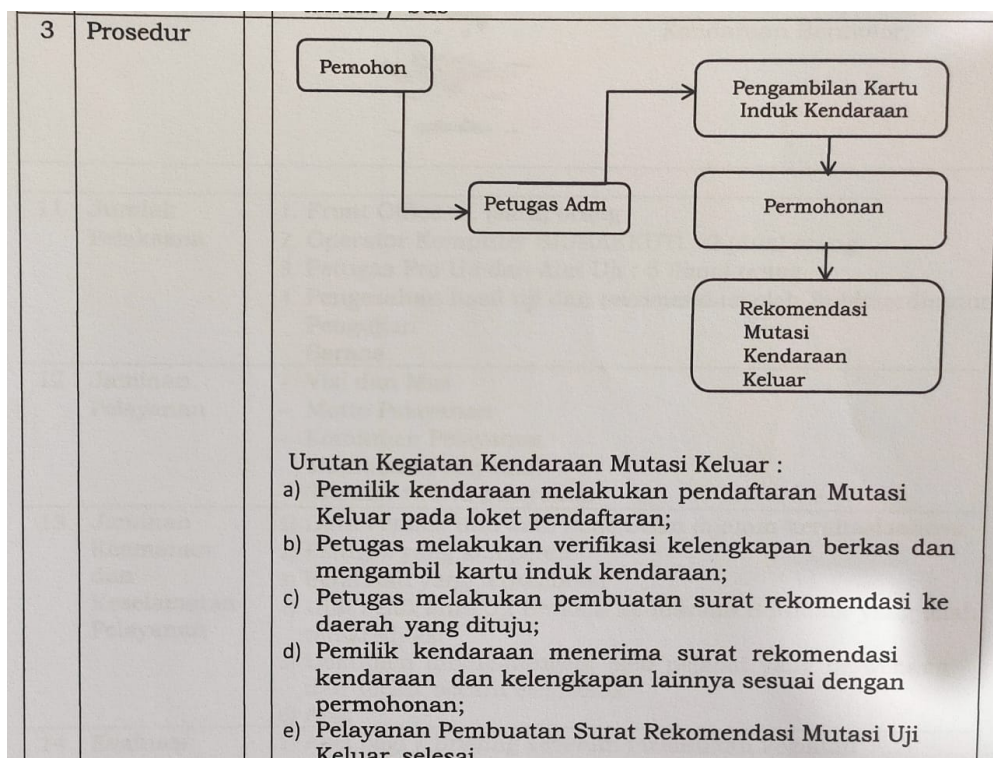 3 Prosedur
Pemohon
Pengambilan Kartu
Induk Kendaraan
Petugas Adm
Permohonan
Rekomendasi
Mutasi
Kendaraan
Keluar
Urutan Kegiatan Kendaraan Mutasi Keluar :
a) Pemilik kendaraan melakukan pendaftaran Mutasi
Keluar pada loket pendaftaran;
b) Petugas melakukan verifikasi kelengkapan berkas dan
mengambil kartu induk kendaraan;
c) Petugas melakukan pembuatan surat rekomendasi ke
daerah yang dituju;
d) Pemilik kendaraan menerima surat rekomendasi
kendaraan dan kelengkapan lainnya sesuai dengan
permohonan;
e) Pelayanan Pembuatan Surat Rekomendasi Mutasi Uji
Keluar selesai